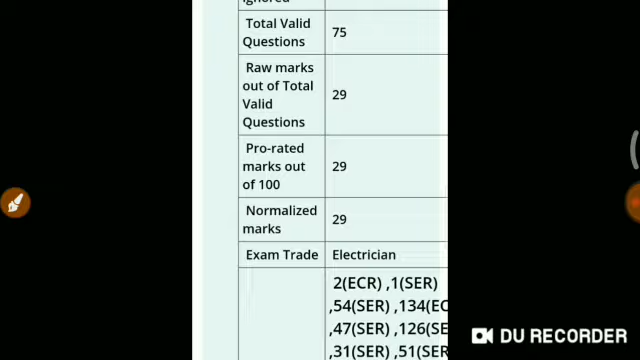 Total Valid
Questions
75
Raw marks
out of Total
Valid
Questions
29
Pro-rated
marks out
of 100
29
Normalized
marks
29
Exam Trade Electrician
2(ECR) ,1(SER)
,54(SER) ,134(EC
,47(SER) ,126(SE
,31(SER) ,51(SER
DU RECORDER